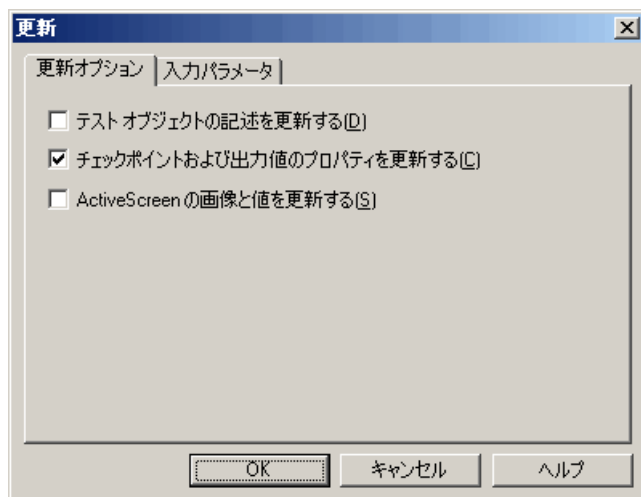 更新
更新オプション 入力パラメータ
テスト オブジェクトの記述を更新する(D)
チェックポイントおよび出力値のプロパティを更新する(C)
ActiveScreen の画像と値を更新する(S)
OK キャンセル ヘルプ